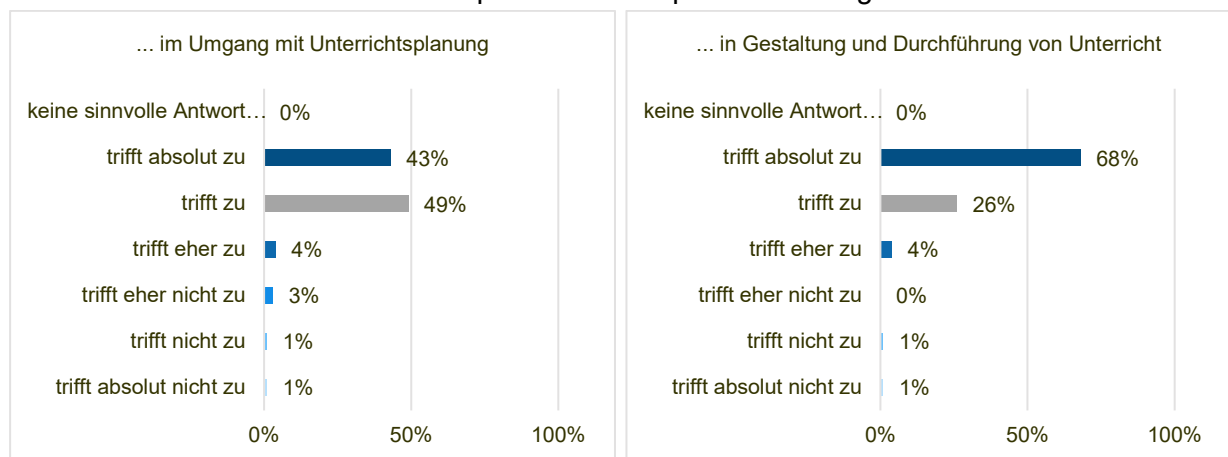 ... im Umgang mit Unterrichtsplanung
keine sinnvolle Antwort… 0%
trifft absolut zu 43%
trifft zu 49%
trifft eher zu 4%
trifft eher nicht zu 3%
trifft nicht zu 1%
trifft absolut nicht zu 1%
0% 50% 100%
... in Gestaltung und Durchführung von Unterricht
keine sinnvolle Antwort… 0%
trifft absolut zu 68%
trifft zu 26%
trifft eher zu 4%
trifft eher nicht zu 0%
trifft nicht zu 1%
trifft absolut nicht zu 1%
0% 50% 100%